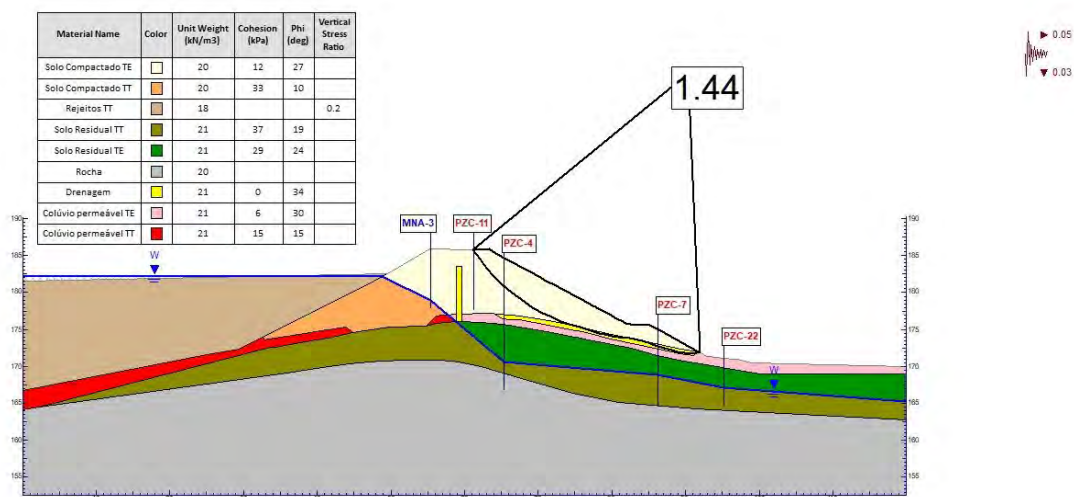 Material Name Color Unit Weight (kN/m3) Cohesion (kPa) Phi (deg) Vertical Stress Ratio
Solo Compactado TE 20 12 27
Solo Compactado TT 20 33 10
Rejeitos TT 18 0.2
Solo Residual TT 21 37 19
Solo Residual TE 21 29 24
Rocha 20
Drenagem 21 0 34
Colúvio permeável TE 21 6 30
Colúvio permeável TT 21 15 15
0.05
0.03
1.44
MNA-3
PZC-11
PZC-4
PZC-7
PZC-22
W
W
190
185
180
175
170
165
160
155
190
185
180
175
170
165
160
155